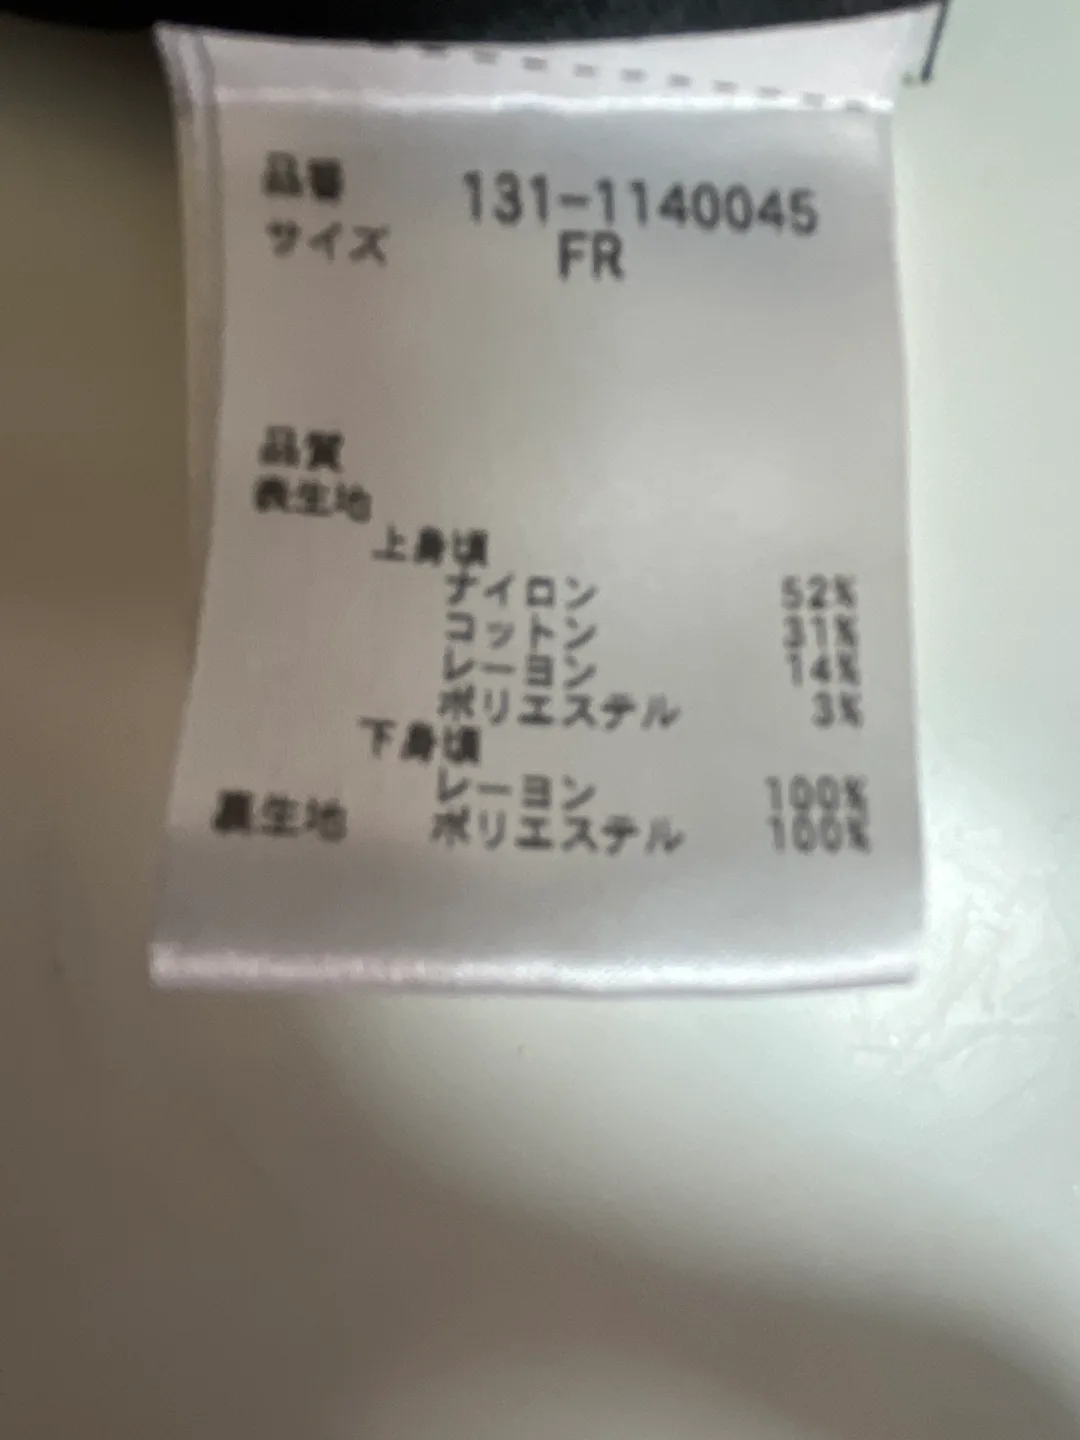 品番 131-1140045
サイズ FR
品質
表生地
上身頃
ナイロン 52%
コットン 31%
レーヨン 14%
ポリエステル 3%
下身頃
レーヨン 100%
裏生地 ポリエステル 100%